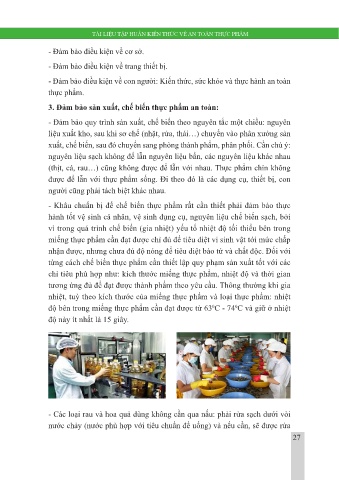 TÀI LIỆU TẬP HUẤN KIẾN THỨC VỀ AN TOÀN THỰC PHẨM
- Đảm bảo điều kiện về cơ sở.
- Đảm bảo điều kiện về trang thiết bị.
- Đảm bảo điều kiện về con người: Kiến thức, sức khỏe và thực hành an toàn
thực phẩm.
3. Đảm bảo sản xuất, chế biến thực phẩm an toàn:
- Đảm bảo quy trình sản xuất, chế biến theo nguyên tắc một chiều: nguyên
liệu xuất kho, sau khi sơ chế (nhặt, rửa, thái…) chuyển vào phân xưởng sản
xuất, chế biến, sau đó chuyển sang phòng thành phẩm, phân phối. Cần chú ý:
nguyên liệu sạch không để lẫn nguyên liệu bẩn, các nguyên liệu khác nhau
(thịt, cá, rau…) cũng không được để lẫn với nhau. Thực phẩm chín không
được để lẫn với thực phẩm sống. Đi theo đó là các dụng cụ, thiết bị, con
người cũng phải tách biệt khác nhau.
- Khâu chuẩn bị để chế biến thực phẩm rất cần thiết phải đảm bảo thực
hành tốt vệ sinh cá nhân, vệ sinh dụng cụ, nguyên liệu chế biến sạch, bởi
vì trong quá trình chế biến (gia nhiệt) yếu tố nhiệt độ tối thiểu bên trong
miếng thực phẩm cần đạt được chỉ đủ để tiêu diệt vi sinh vật tới mức chấp
nhận được, nhưng chưa đủ độ nóng để tiêu diệt bào tử và chất độc. Đối với
từng cách chế biến thực phẩm cần thiết lập quy phạm sản xuất tốt với các
chỉ tiêu phù hợp như: kích thước miếng thực phẩm, nhiệt độ và thời gian
tương ứng đủ để đạt được thành phẩm theo yêu cầu. Thông thường khi gia
nhiệt, tuỳ theo kích thước của miếng thực phẩm và loại thực phẩm: nhiệt
độ bên trong miếng thực phẩm cần đạt được từ 63°C - 74°C và giữ ở nhiệt
độ này ít nhất là 15 giây.
- Các loại rau và hoa quả dùng không cần qua nấu: phải rửa sạch dưới vòi
nước chảy (nước phù hợp với tiêu chuẩn để uống) và nếu cần, sẽ được rửa
27